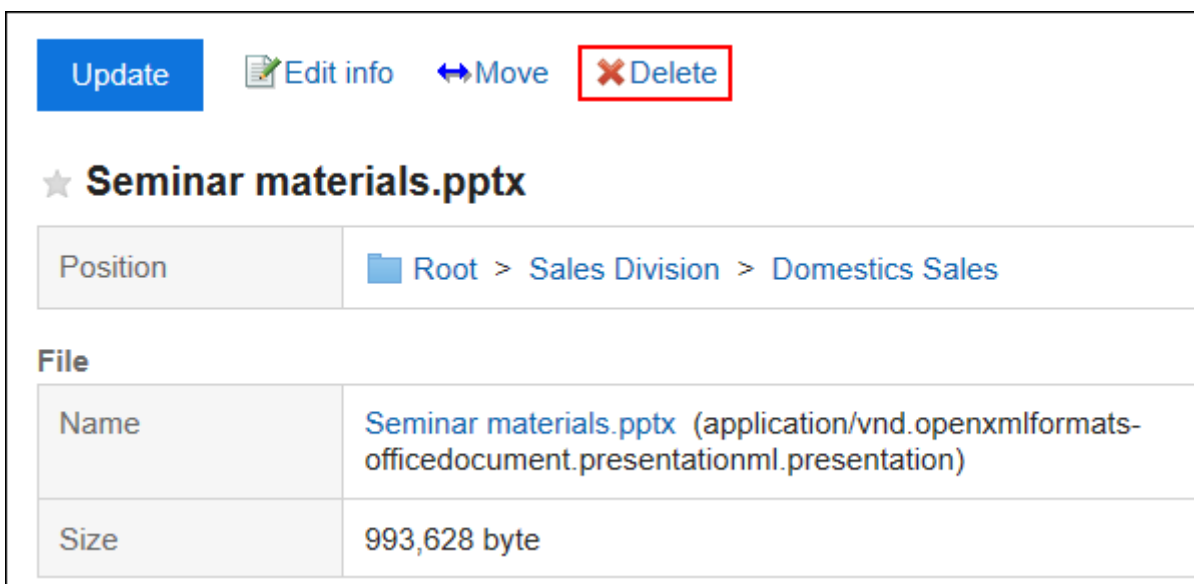 Update Edit info Move Delete
Seminar materials.pptx
Position Root > Sales Division > Domestics Sales
File
Name Seminar materials.pptx (application/vnd.openxmlformats-
officedocument.presentationml.presentation)
Size 993,628 byte